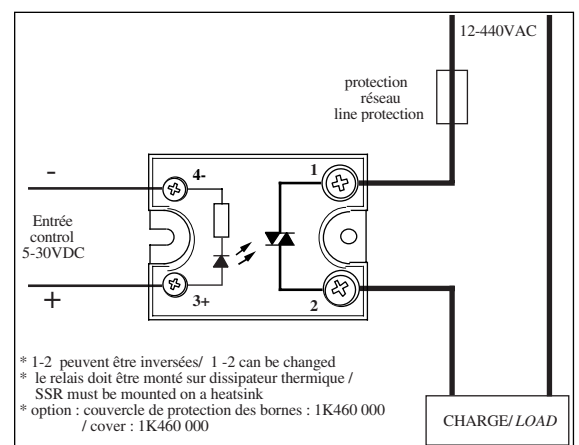 12-440VAC
protection
réseau
line protection
4-
1
-
Entrée
control
5-30VDC
+
3+
2
* 1-2 peuvent être inversées/ 1 -2 can be changed
* le relais doit être monté sur dissipateur thermique /
SSR must be mounted on a heatsink
* option : couvercle de protection des bornes : 1K460 000
/ cover : 1K460 000
CHARGE/ LOAD